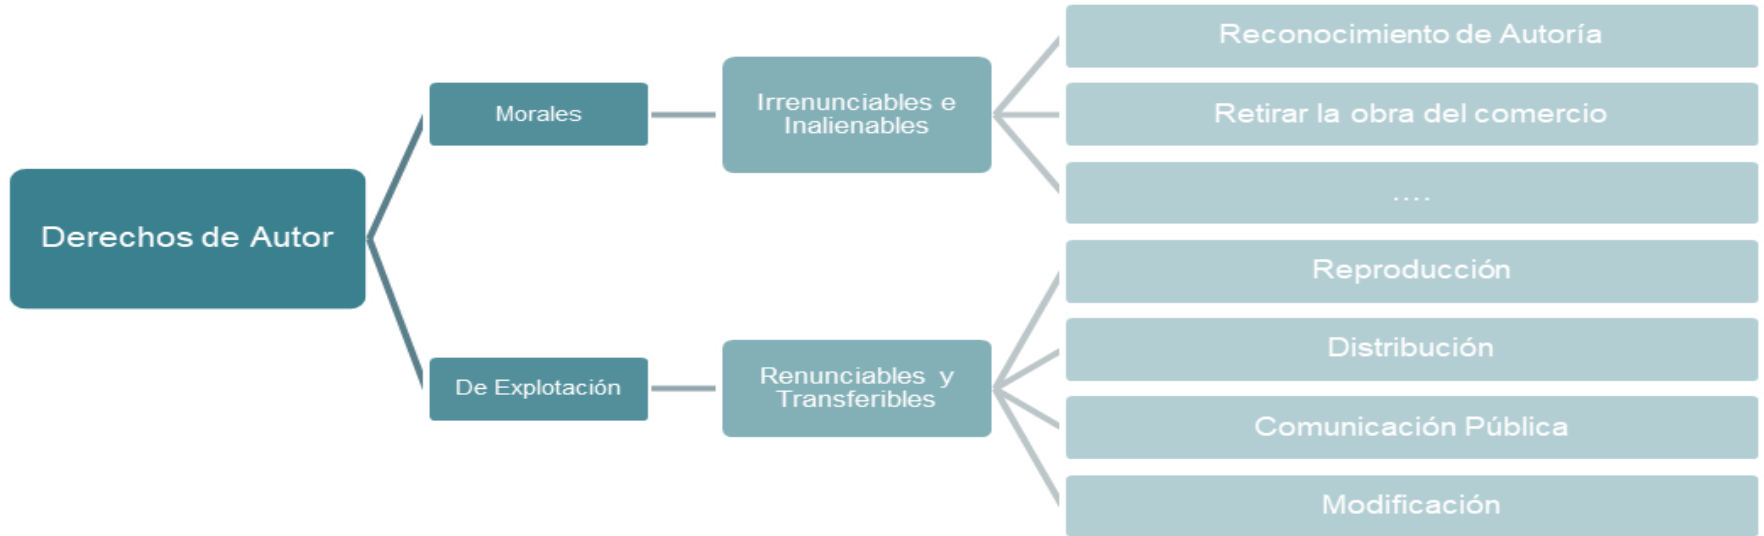 Derechos de Autor
Morales
Irrenunciables e
Inalienables
Reconocimiento de Autoría
Retirar la obra del comercio
....
De Explotación
Renunciables y
Transferibles
Reproducción
Distribución
Comunicación Pública
Modificación